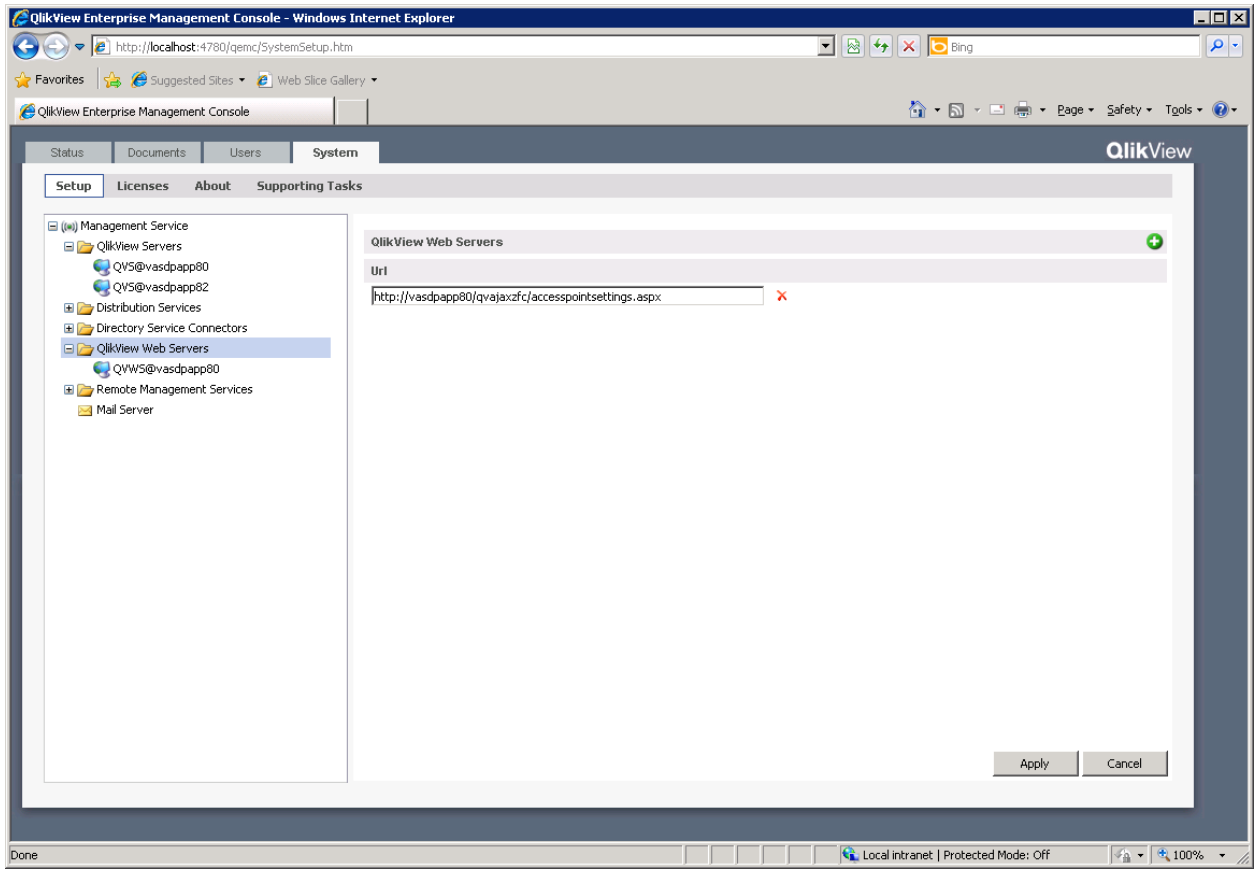 QlikView Enterprise Management Console - Windows Internet Explorer
http://localhost:4780/qemc/SystemSetup.htm
Bing
Favorites Suggested Sites Web Slice Gallery
QlikView Enterprise Management Console
Page Safety Tools
Status Documents Users System
QlikView
Setup Licenses About Supporting Tasks
Management Service
QlikView Servers
QVS@vasdpapp80
QVS@vasdpapp82
Distribution Services
Directory Service Connectors
QlikView Web Servers
QVWS@vasdpapp80
Remote Management Services
Mail Server
QlikView Web Servers
Url
http://vasdpapp80/qvajaxzfc/accesspointsettings.aspx
Apply Cancel
Done
Local intranet | Protected Mode: Off
100%